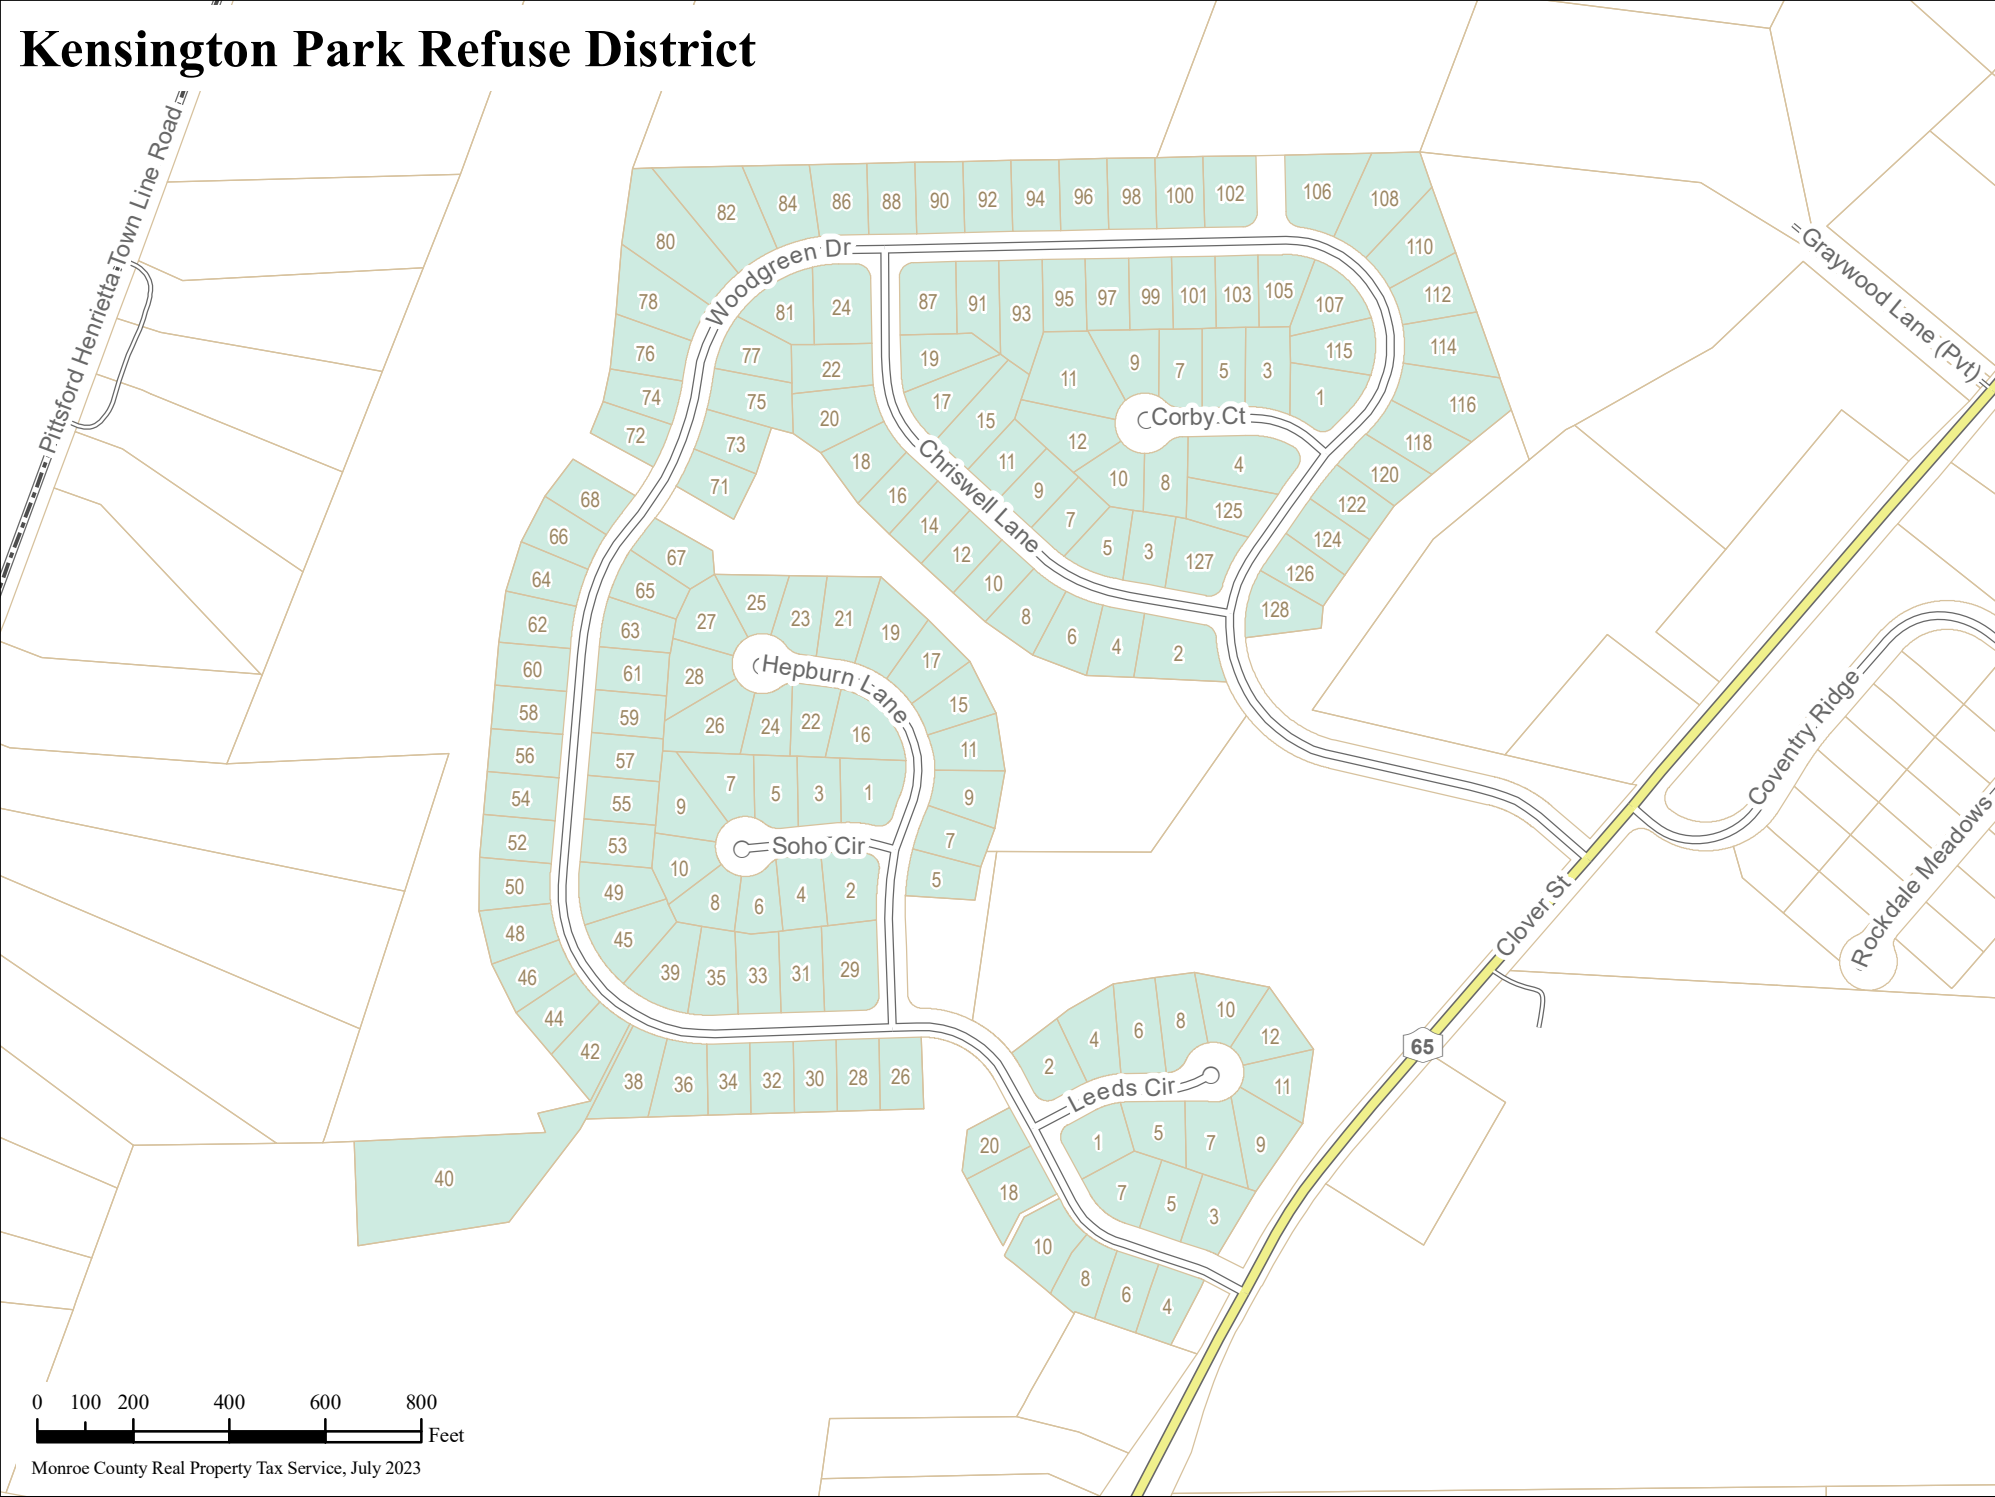 Kensington Park Refuse District
Pittsford Henrietta Town Line Road
Woodgreen Dr
Chriswell Lane
Corby Ct
Hepburn Lane
Soho Cir
Leeds Cir
Clover St
65
Coventry Ridge
Rockdale Meadows
Graywood Lane (Pvt)
80 82 84 86 88 90 92 94 96 98 100 102 106 108
110 112 114 116 118 120 122 124 126 128
78 76 74 72
81 24
77 22
75 20
73
71
87 91 93 95 97 99 101 103 105 107
115
1
19 17 15 11 9 7 5 3 127
11 9 7 5 3
12 10 8 4
125
18 16 14 12 10 8 6 4 2
68 66 64 62 60 58 56 54 52 50 48 46 44 42
67 65 63 61 59 57 55 53 49 45 39 35 33 31 29
27 25 23 21 19 17 15 11 9 7 5
28 26 24 22 16
9 7 5 3 1
10 8 6 4 2
40 38 36 34 32 30 28 26
2 4 6 8 10 12 11
1 5 7 9
20 18
7 5 3
10 8 6 4
0 100 200 400 600 800
Feet
Monroe County Real Property Tax Service, July 2023